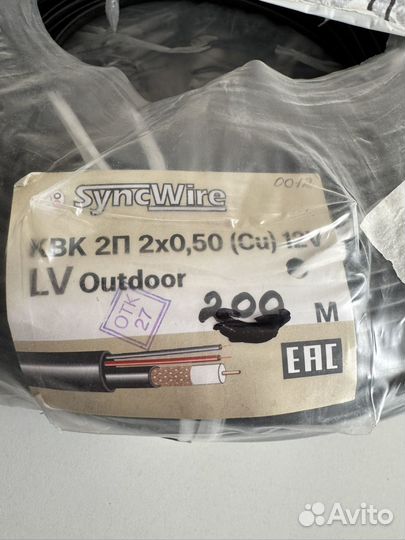 0012
SyncWire
КВК 2П 2x0,50 (Cu) 12V
LV Outdoor
ОТК
27
200 М
EAC
Avito